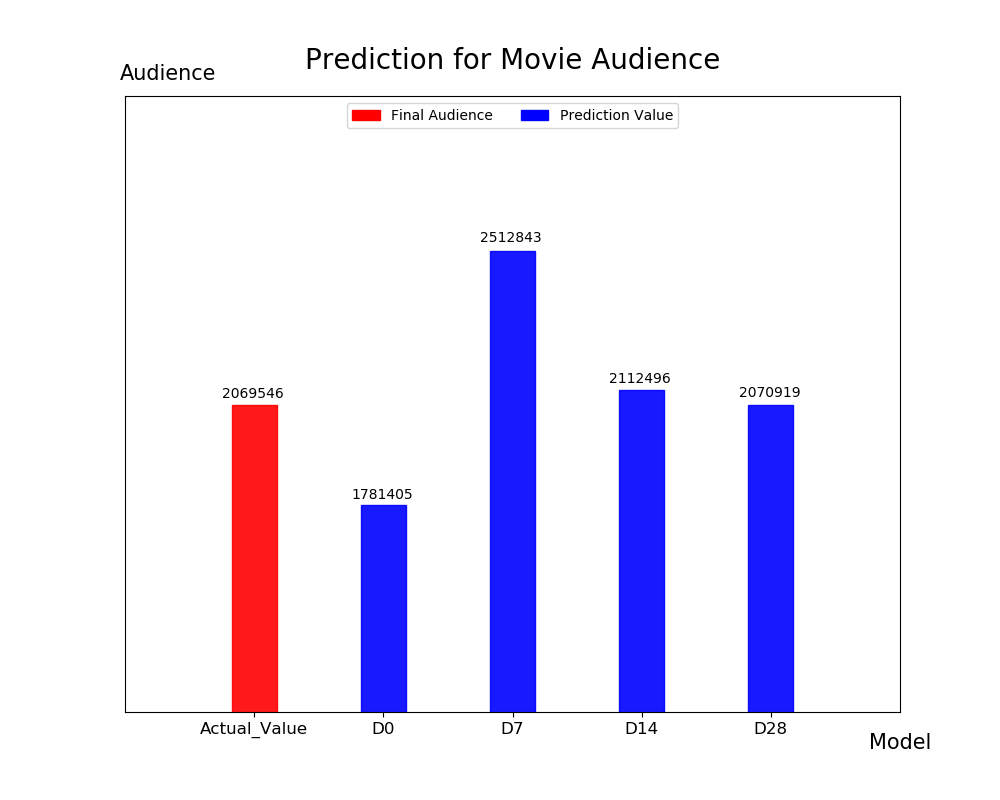 Prediction for Movie Audience
Audience
Final Audience
Prediction Value
2512843
2112496
2069546
2070919
1781405
Actual_Value
D0
D7
D14
D28
Model